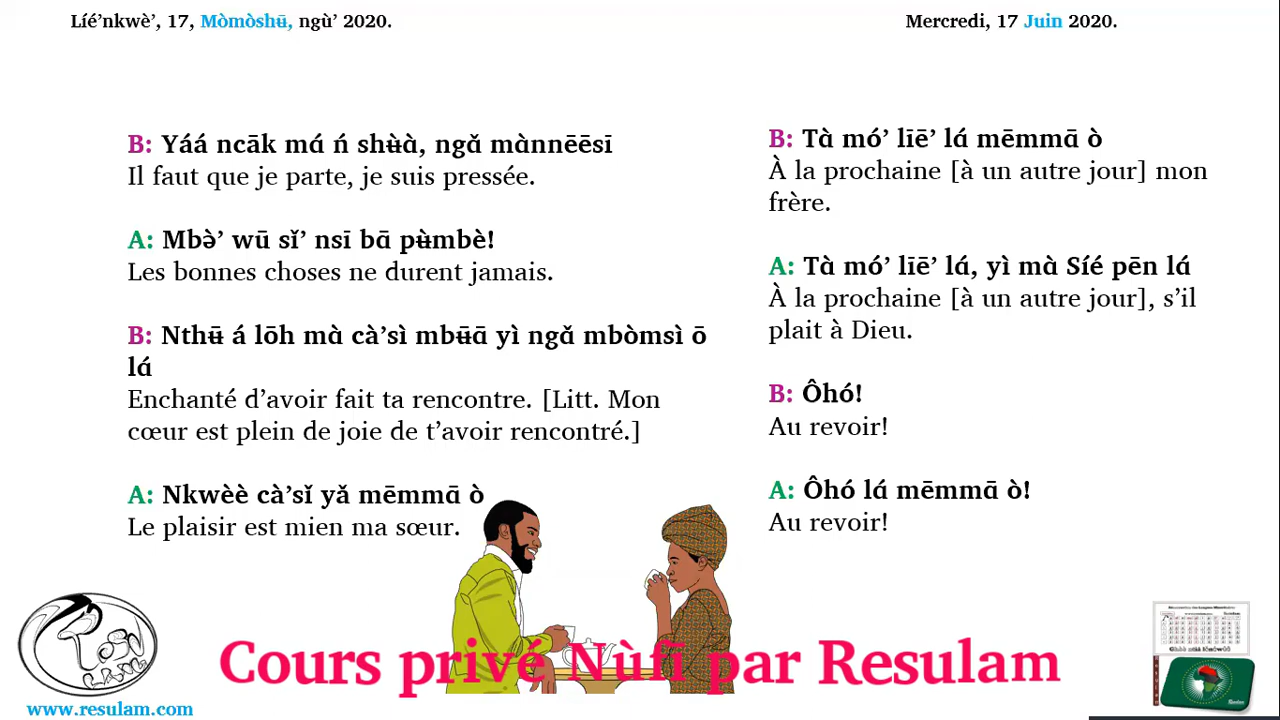 Líé’nkwè’, 17, Mòmòshʉ̄, ngù’ 2020.
Mercredi, 17 Juin 2020.
B: Yáá ncāk má ń shʉ̀à, ngǎ mànnēēsī
Il faut que je parte, je suis pressée.
A: Mbə̀’ wū sǐ’ nsī bā pʉ̀mbè!
Les bonnes choses ne durent jamais.
B: Nthʉ̄ á lōh mà cà’sì mbʉ̄ā yì ngǎ mbòmsì ō
lá
Enchanté d’avoir fait ta rencontre. [Litt. Mon
cœur est plein de joie de t’avoir rencontré.]
A: Nkwèè cà’sǐ yǎ mēmmā ò
Le plaisir est mien ma sœur.
B: Tà mó’ līē’ lá mēmmā ò
À la prochaine [à un autre jour] mon
frère.
A: Tà mó’ līē’ lá, yì mà Síé pēn lá
À la prochaine [à un autre jour], s’il
plait à Dieu.
B: Ôhó!
Au revoir!
A: Ôhó lá mēmmā ò!
Au revoir!
Cours privé Nùfī par Resulam
www.resulam.com